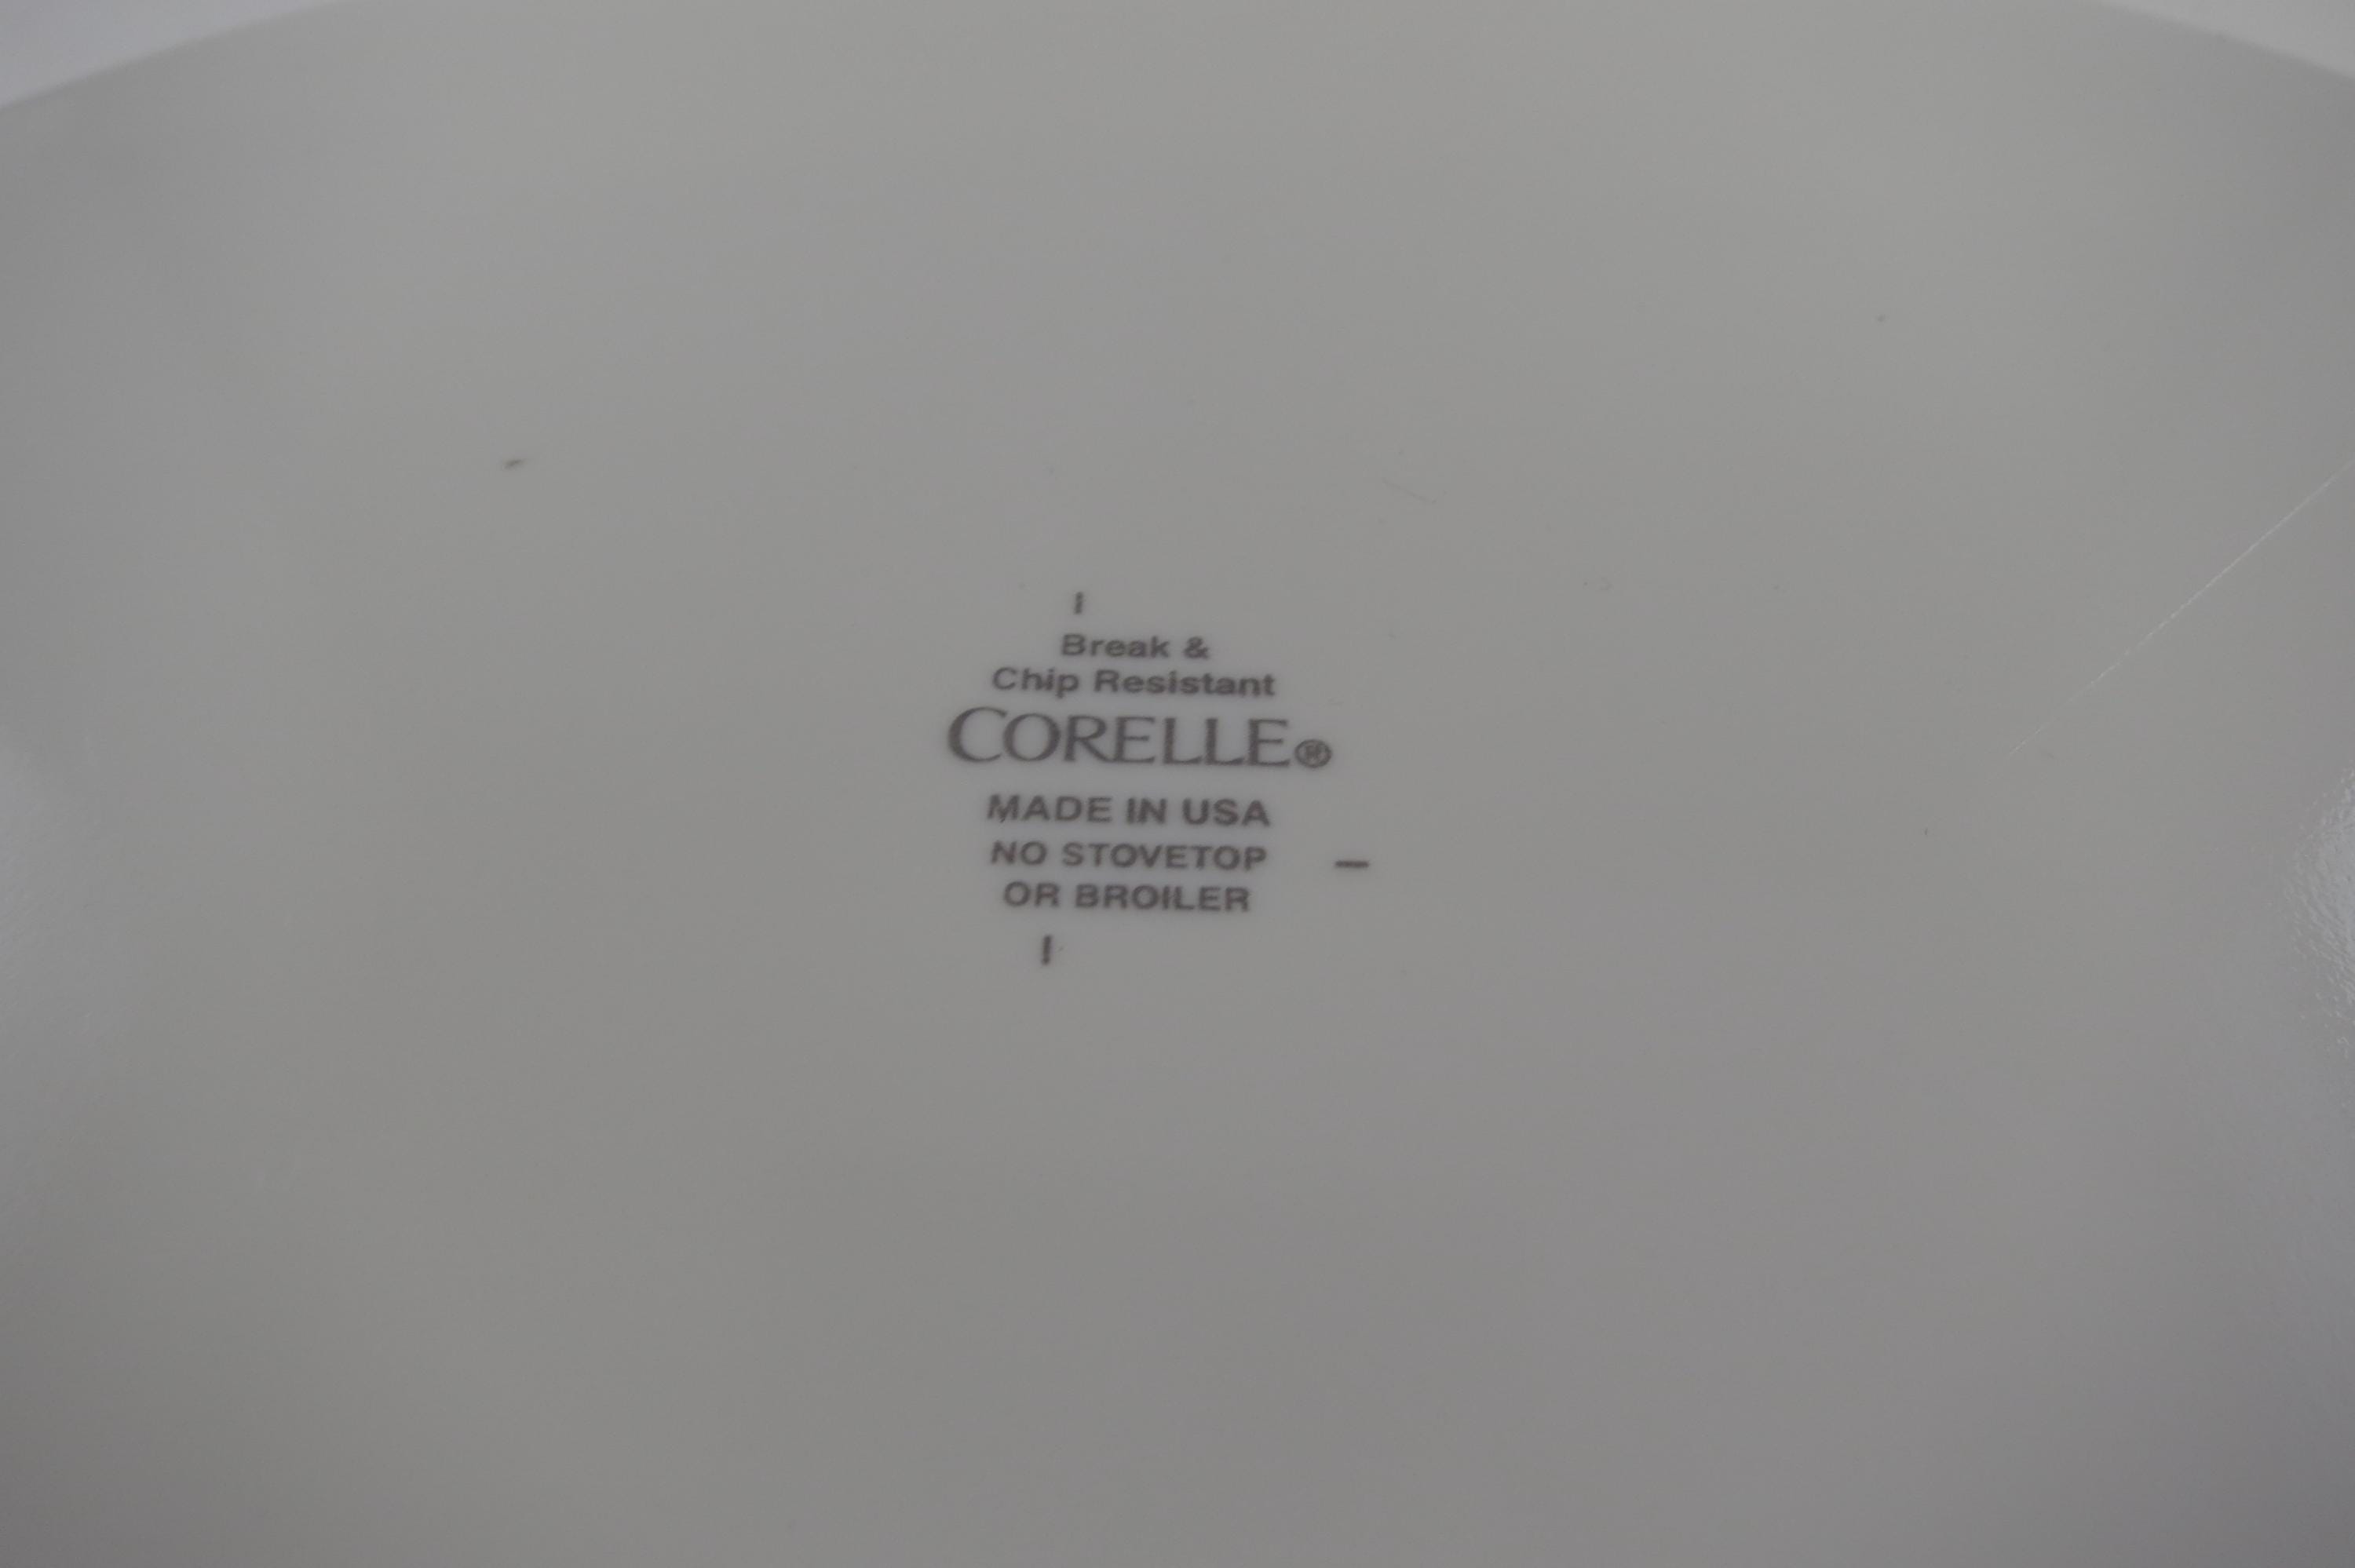 Break &
Chip Resistant
CORELLE®
MADE IN USA
NO STOVETOP
OR BROILER